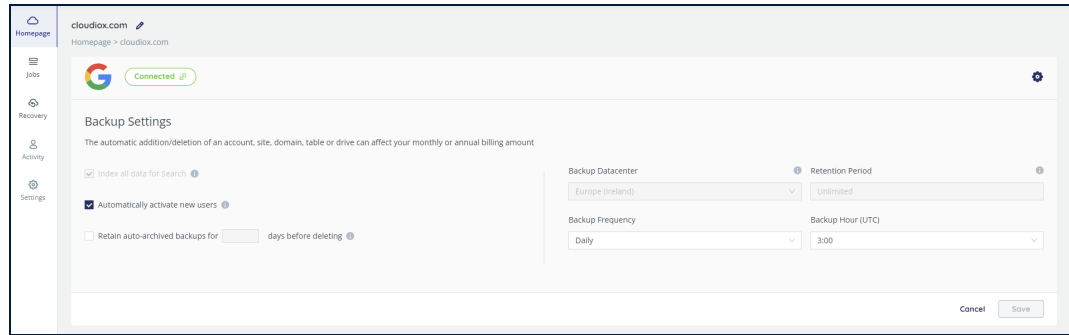 Homepage
Jobs
Recovery
Activity
Settings
cloudiox.com
Homepage > cloudiox.com
Connected
Backup Settings
The automatic addition/deletion of an account, site, domain, table or drive can affect your monthly or annual billing amount
Index all data for Search
Automatically activate new users
Retain auto-archived backups for days before deleting
Backup Datacenter
Retention Period
Europe (Ireland)
Unlimited
Backup Frequency
Backup Hour (UTC)
Daily
3:00
Cancel
Save